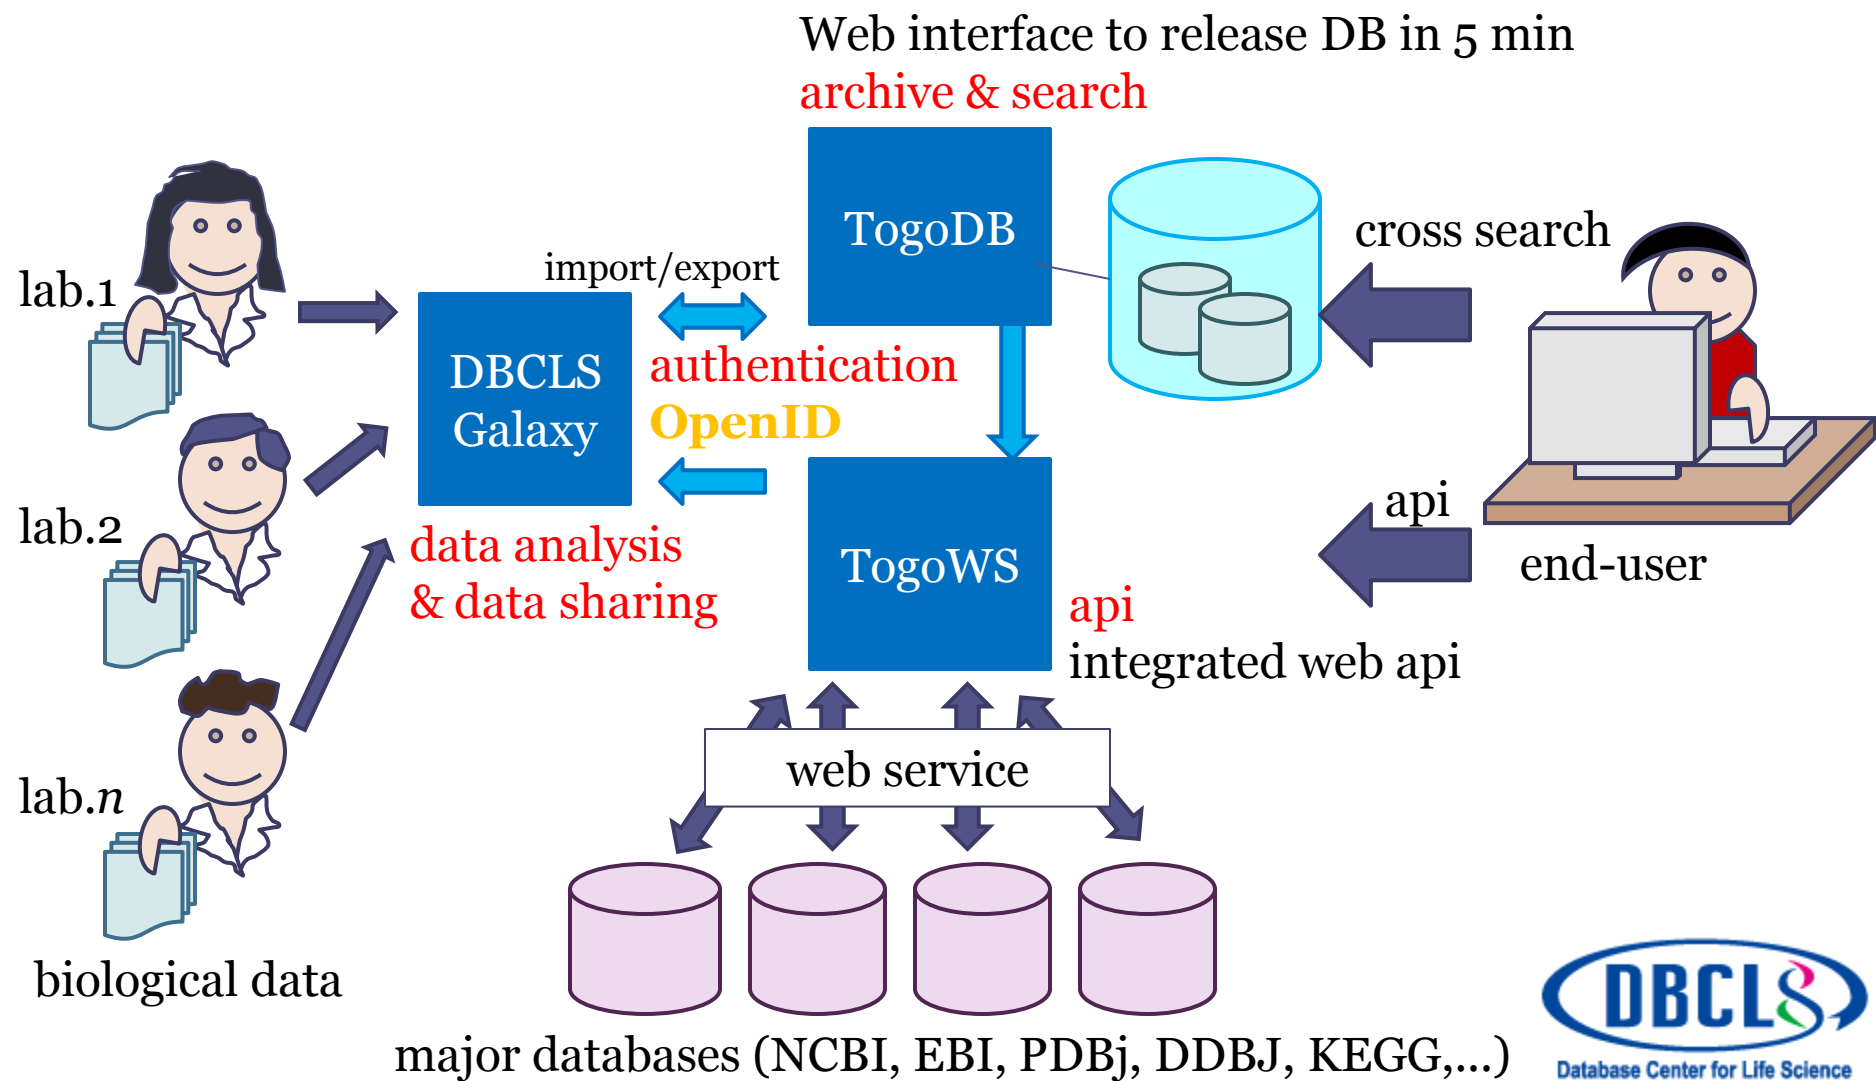 Web interface to release DB in 5 min
archive & search
TogoDB
cross search
lab.1
import/export
DBCLS
Galaxy
authentication
OpenID
lab.2
data analysis
& data sharing
TogoWS
api
end-user
api
integrated web api
lab.n
web service
biological data
major databases (NCBI, EBI, PDBj, DDBJ, KEGG,...)
DBCLS
Database Center for Life Science